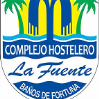 COMPLEJO HOSTELERO
La Fuente
BAÑOS DE FORTUNA